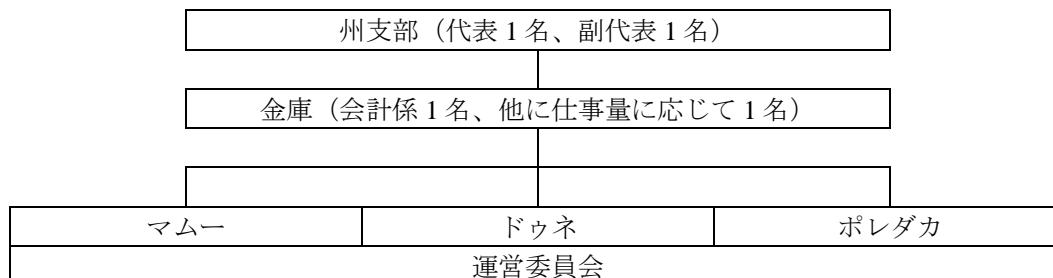 州支部（代表 1 名、副代表 1 名）
金庫（会計係 1 名、他に仕事量に応じて 1 名）
マムー
ドゥネ
ポレダカ
運営委員会